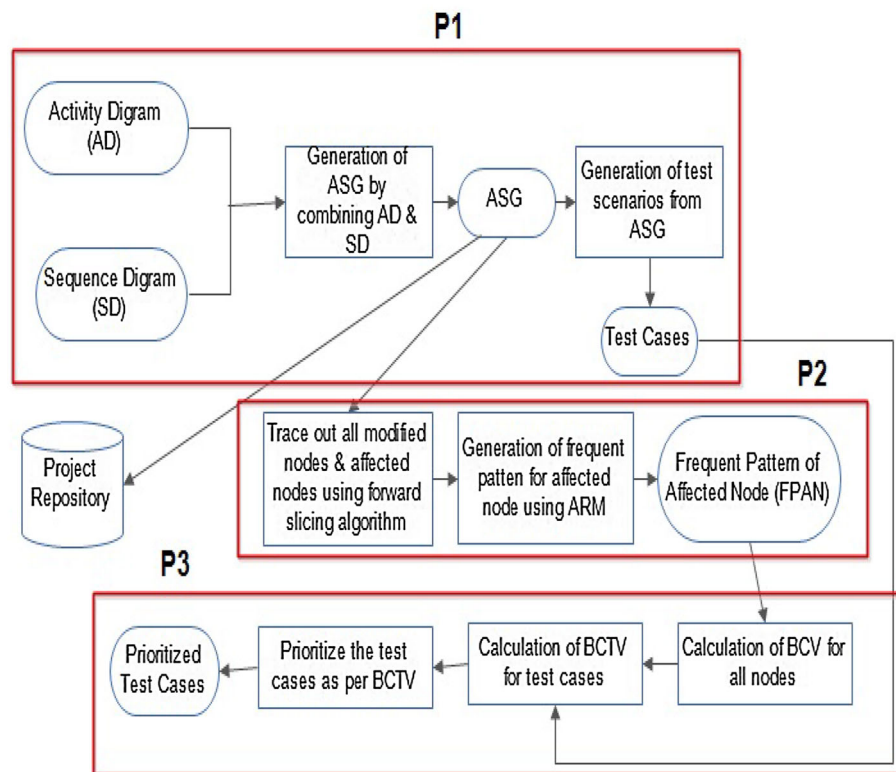 P1
Activity Digram
(AD)
Generation of
ASG by
combining AD &
SD
ASG
Generation of test
scenarios from
ASG
Sequence Digram
(SD)
Test Cases
P2
Project
Repository
Trace out all modified
nodes & affected
nodes using forward
slicing algorithm
Generation of frequent
patten for affected
node using ARM
Frequent Pattern of
Affected Node (FPAN)
P3
Prioritized
Test Cases
Prioritize the test
cases as per BCTV
Calculation of BCTV
for test cases
Calculation of BCV for
all nodes